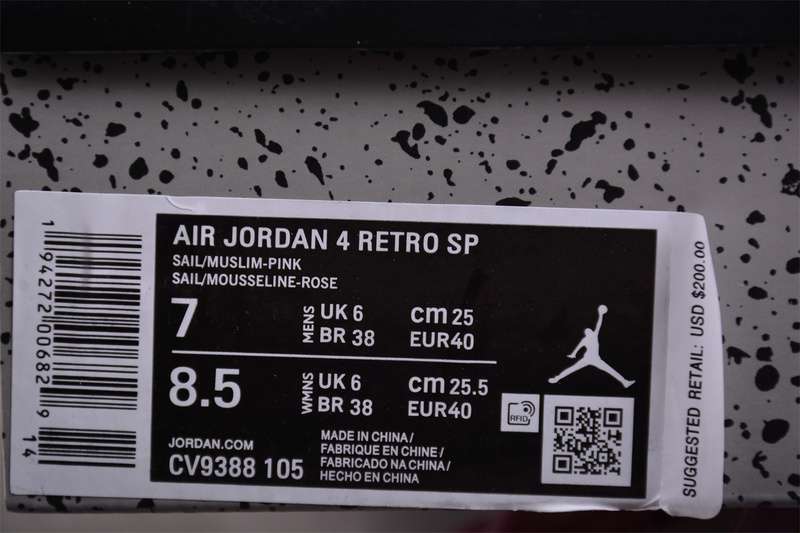 AIR JORDAN 4 RETRO SP
SAIL/MUSLIM-PINK
SAIL/MOUSSELINE-ROSE
7
MENS
UK 6
BR 38
cm 25
EUR40
8.5
WMNS
UK 6
BR 38
cm 25.5
EUR40
RFID
JORDAN.COM
CV9388 105
MADE IN CHINA/
FABRIQUE EN CHINE/
FABRICADO NA CHINA/
HECHO EN CHINA
1 94272 00682 9 14
SUGGESTED RETAIL: USD $200.00